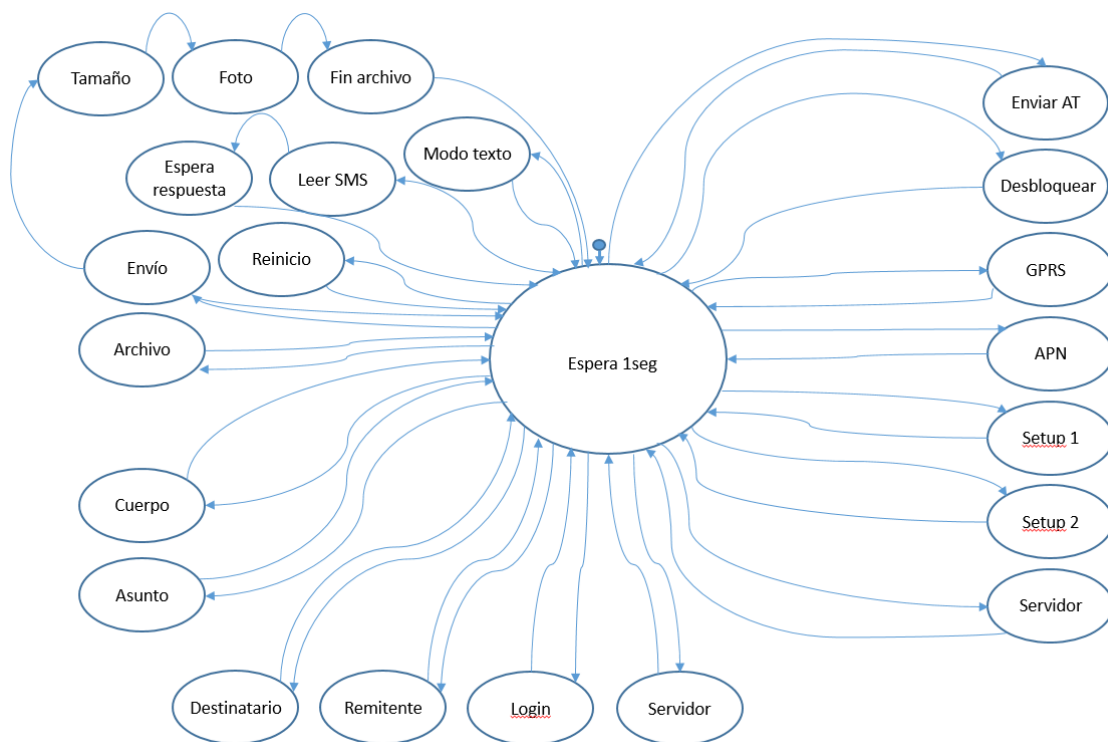 Tamaño
Foto
Fin archivo
Enviar AT
Modo texto
Espera
respuesta
Leer SMS
Desbloquear
Reinicio
Envío
GPRS
Archivo
APN
Espera 1seg
Setup 1
Cuerpo
Setup 2
Asunto
Servidor
Destinatario
Remitente
Login
Servidor